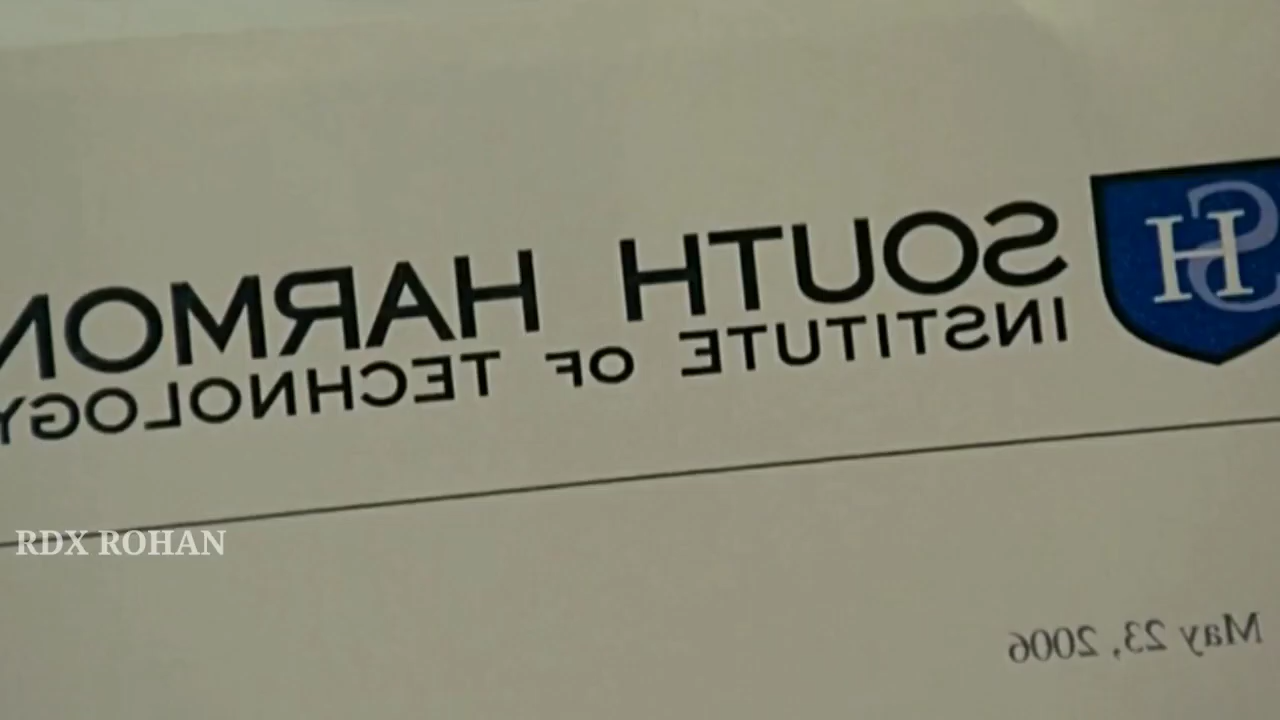 SH
SOUTH HARMON
INSTITUTE OF TECHNOLOGY
May 23, 2006
RDX ROHAN